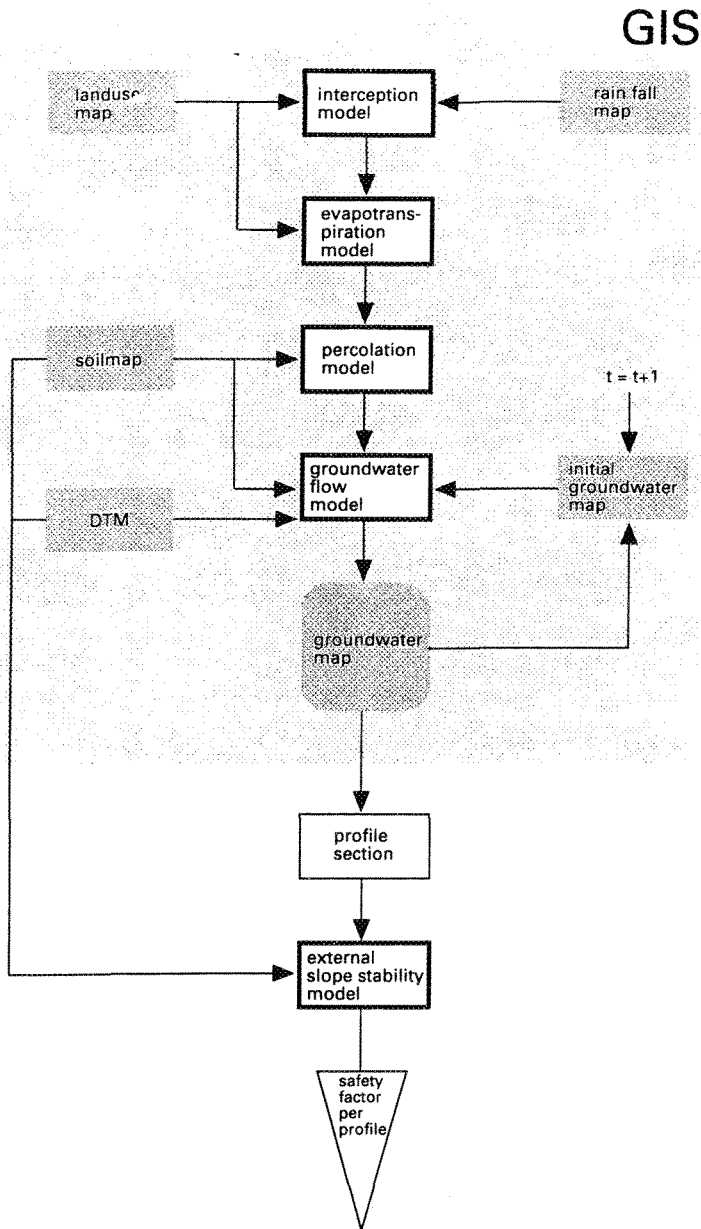 GIS
landuse
map
interception
model
rain fall
map
evapotrans-
piration
model
soilmap
percolation
model
t = t+1
groundwater
flow
model
initial
groundwater
map
DTM
groundwater
map
profile
section
external
slope stability
model
safety
factor
per
profile